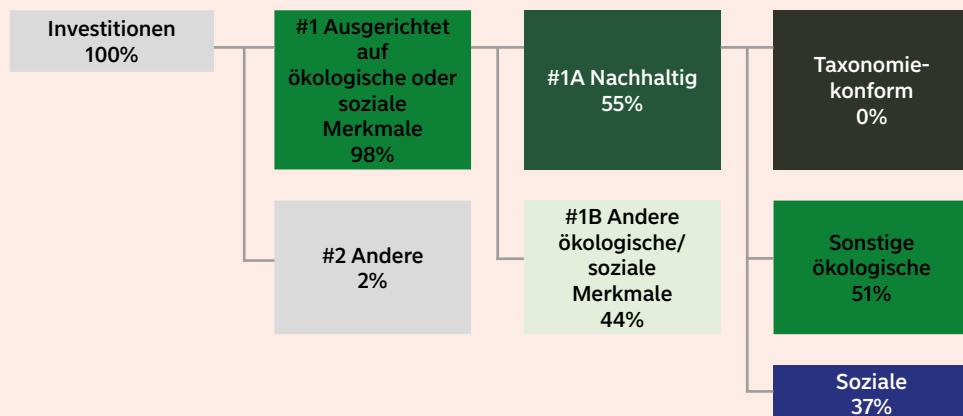 Investitionen
100%
#1 Ausgerichtet
auf
ökologische oder
soziale
Merkmale
98%
#1A Nachhaltig
55%
Taxonomie-
konform
0%
#2 Andere
2%
#1B Andere
ökologische/
soziale
Merkmale
44%
Sonstige
ökologische
51%
Soziale
37%